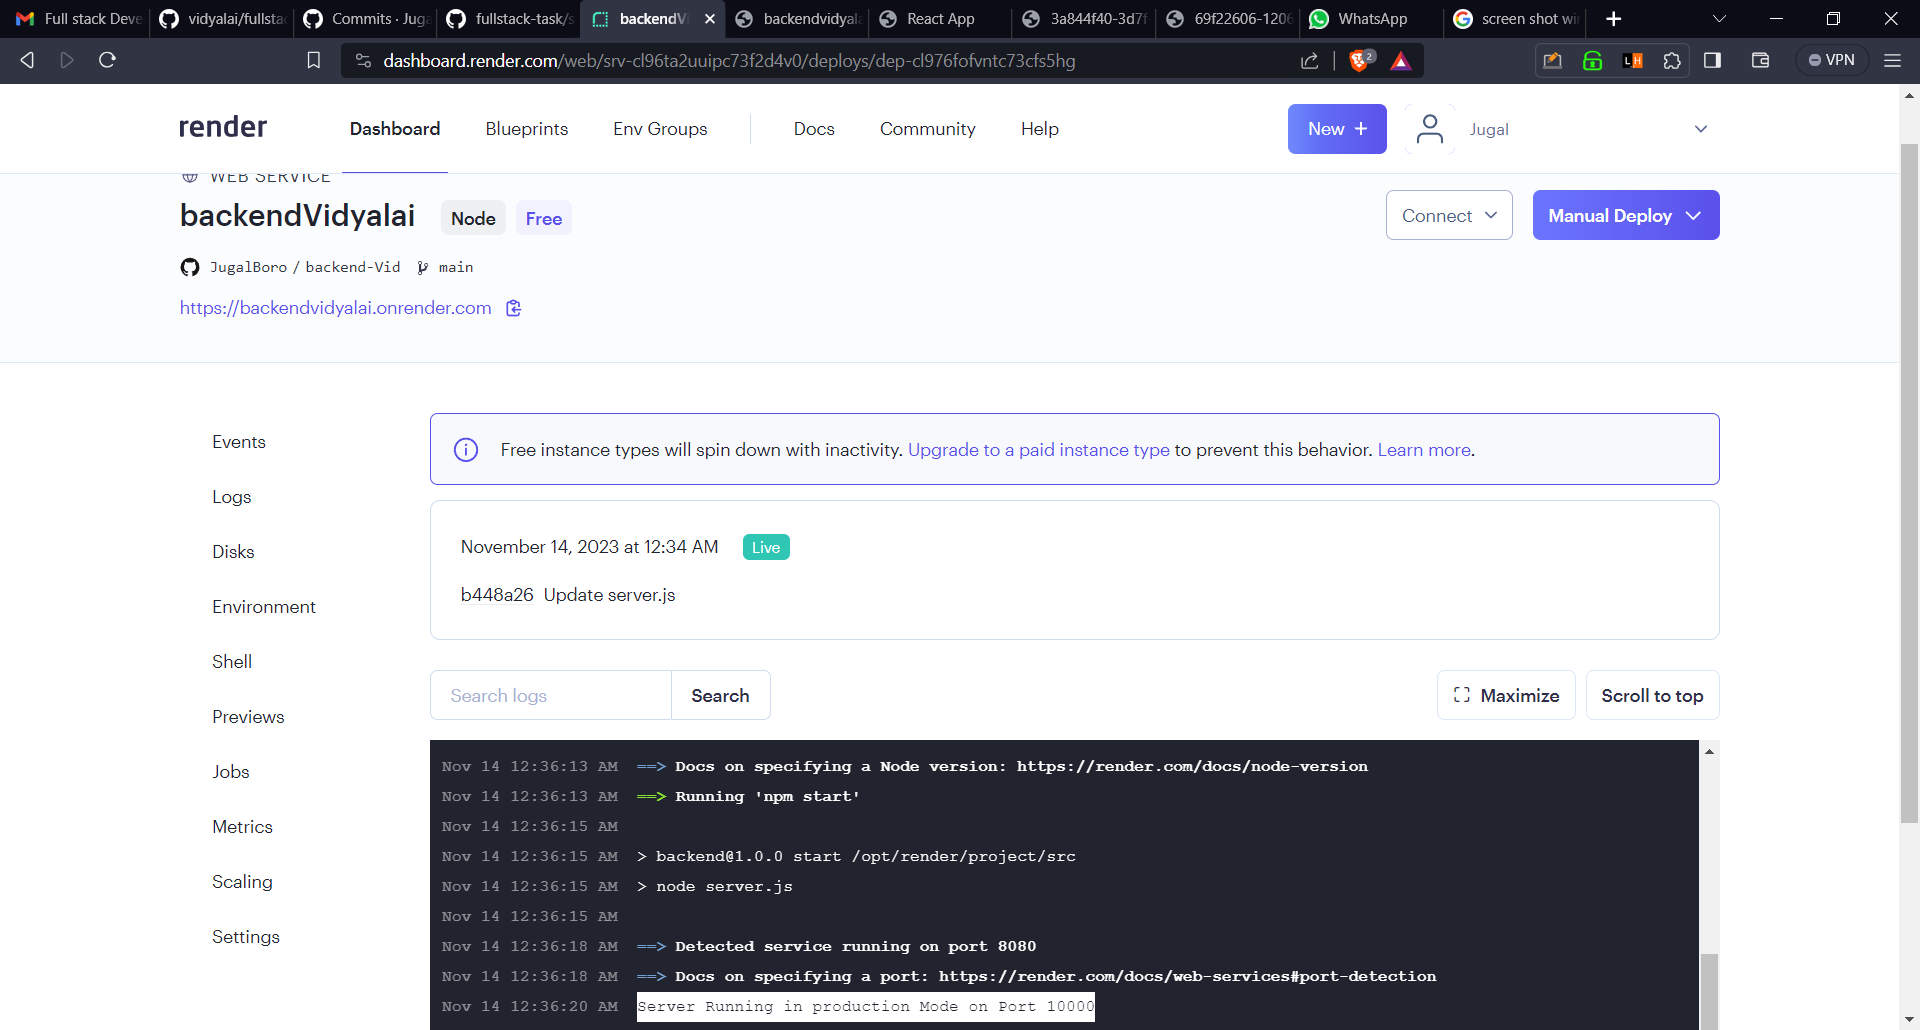 Full stack Deve
vidyalai/fullsta
Commits · Juga
fullstack-task/s
backendVi
backendvidyala
React App
3a844f40-3d7f
69f22606-1206
WhatsApp
screen shot win
dashboard.render.com/web/srv-cl96ta2uuipc73f2d4v0/deploys/dep-cl976fofvntc73cfs5hg
2
LH
VPN
render
Dashboard
Blueprints
Env Groups
Docs
Community
Help
New +
Jugal
WEB SERVICE
backendVidyalai
Node
Free
Connect
Manual Deploy
JugalBoro / backend-Vid
main
https://backendvidyalai.onrender.com
Events
Logs
Disks
Environment
Shell
Previews
Jobs
Metrics
Scaling
Settings
Free instance types will spin down with inactivity. Upgrade to a paid instance type to prevent this behavior. Learn more.
November 14, 2023 at 12:34 AM
Live
b448a26 Update server.js
Search logs
Search
Maximize
Scroll to top
Nov 14 12:36:13 AM ==> Docs on specifying a Node version: https://render.com/docs/node-version
Nov 14 12:36:13 AM ==> Running 'npm start'
Nov 14 12:36:15 AM
Nov 14 12:36:15 AM > backend@1.0.0 start /opt/render/project/src
Nov 14 12:36:15 AM > node server.js
Nov 14 12:36:15 AM
Nov 14 12:36:18 AM ==> Detected service running on port 8080
Nov 14 12:36:18 AM ==> Docs on specifying a port: https://render.com/docs/web-services#port-detection
Nov 14 12:36:20 AM Server Running in production Mode on Port 10000